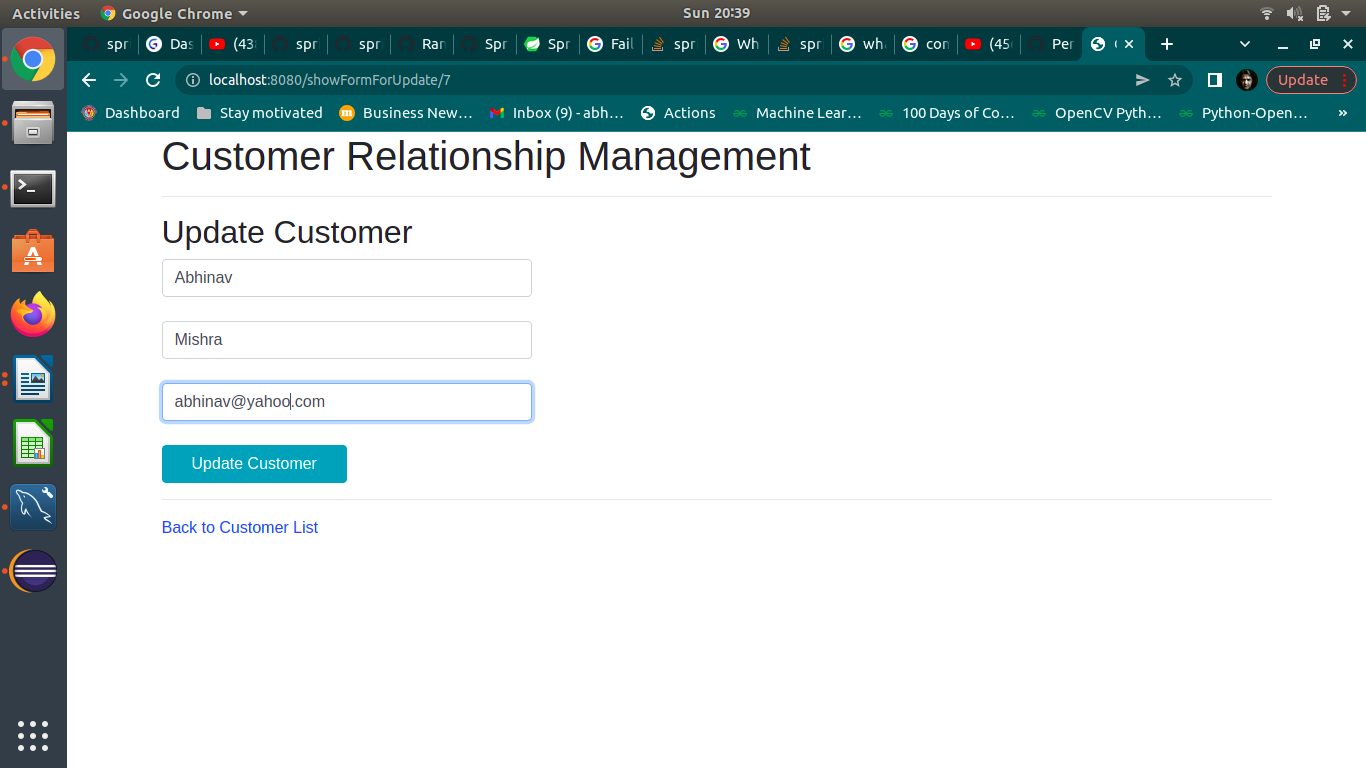 Activities Google Chrome Sun 20:39
spr Das (43 spr spr Ran Spr Spr Fail spr Wh spr wha con (45 Per
localhost:8080/showFormForUpdate/7 Update
Dashboard Stay motivated Business New… Inbox (9) - abh… Actions Machine Lear… 100 Days of Co… OpenCV Pyth… Python-Open… »
Customer Relationship Management
Update Customer
Abhinav
Mishra
abhinav@yahoo.com
Update Customer
Back to Customer List